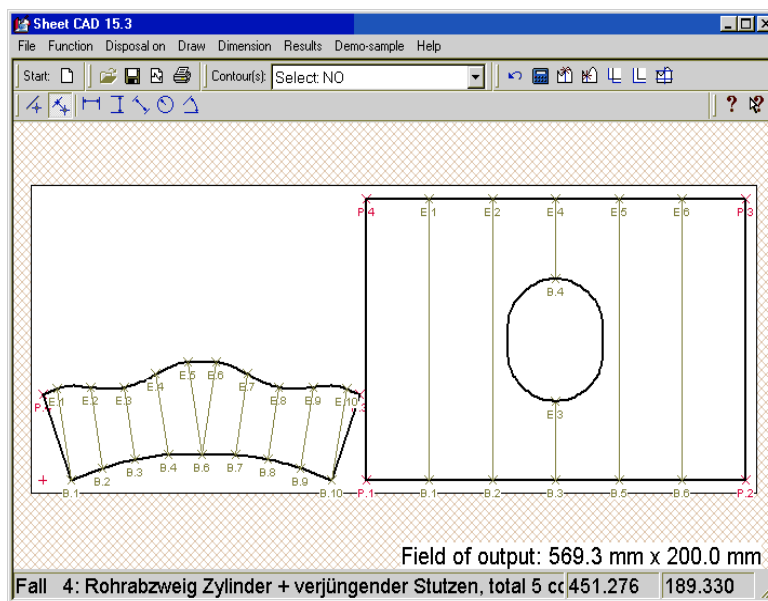 Sheet CAD 15.3
File Function Disposal on Draw Dimension Results Demo-sample Help
Start: Contour(s): Select: NO
P.4 E.1 E.2 E.4 E.5 E.6 P.3
B.4
E.5 E.6
E.4 E.7
E.1 E.2 E.3 E.8 E.9 E.10
E.3
B.4 B.6 B.7
B.3 B.8
B.2 B.9
B.1 B.10 P.1 B.1 B.2 B.3 B.5 B.6 P.2
Field of output: 569.3 mm x 200.0 mm
Fall 4: Rohrabzweig Zylinder + verjüngender Stutzen, total 5 cc 451.276 189.330